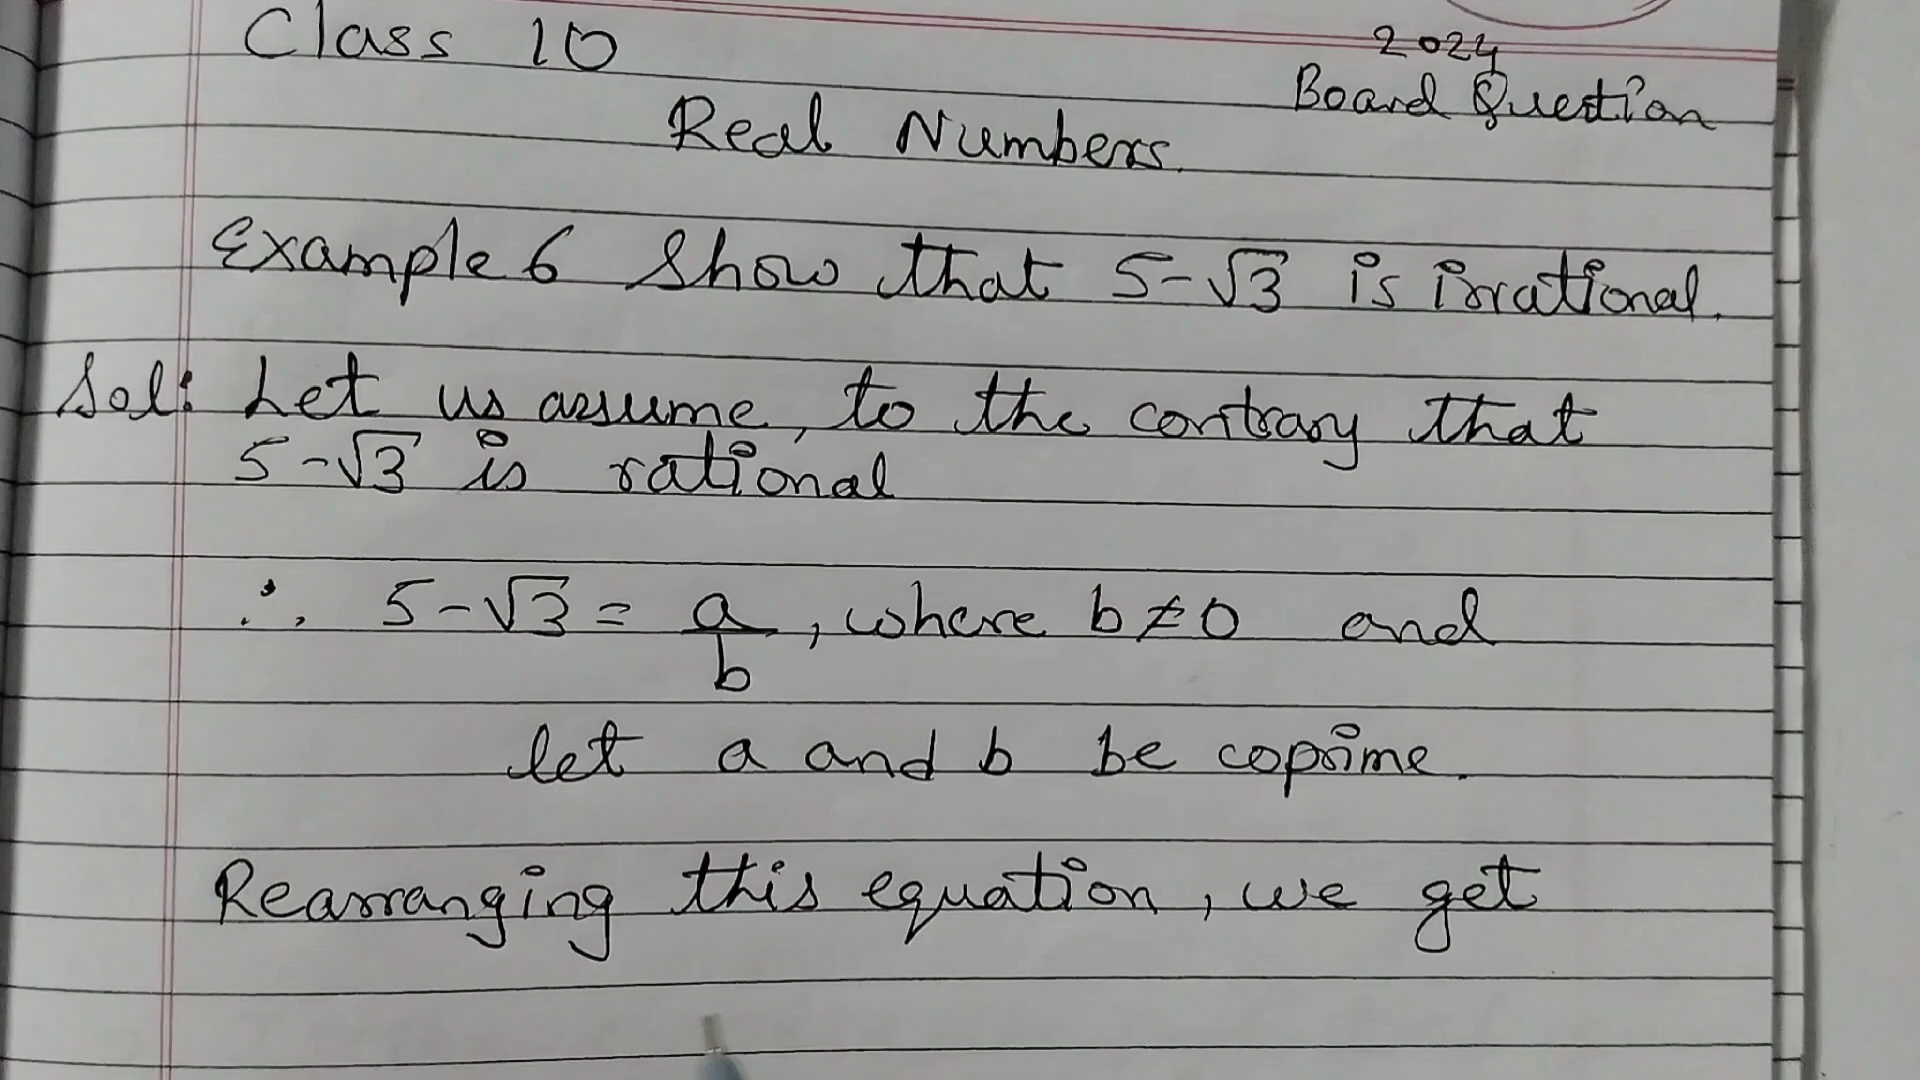 Class 10
2024
Board Question
Real Numbers.
Example 6 Show that 5-√3 is irrational.
Sol: Let us assume, to the contrary that
5-√3 is rational
∴ 5-√3 = a/b, where b≠0 and
let a and b be coprime.
Rearranging this equation, we get